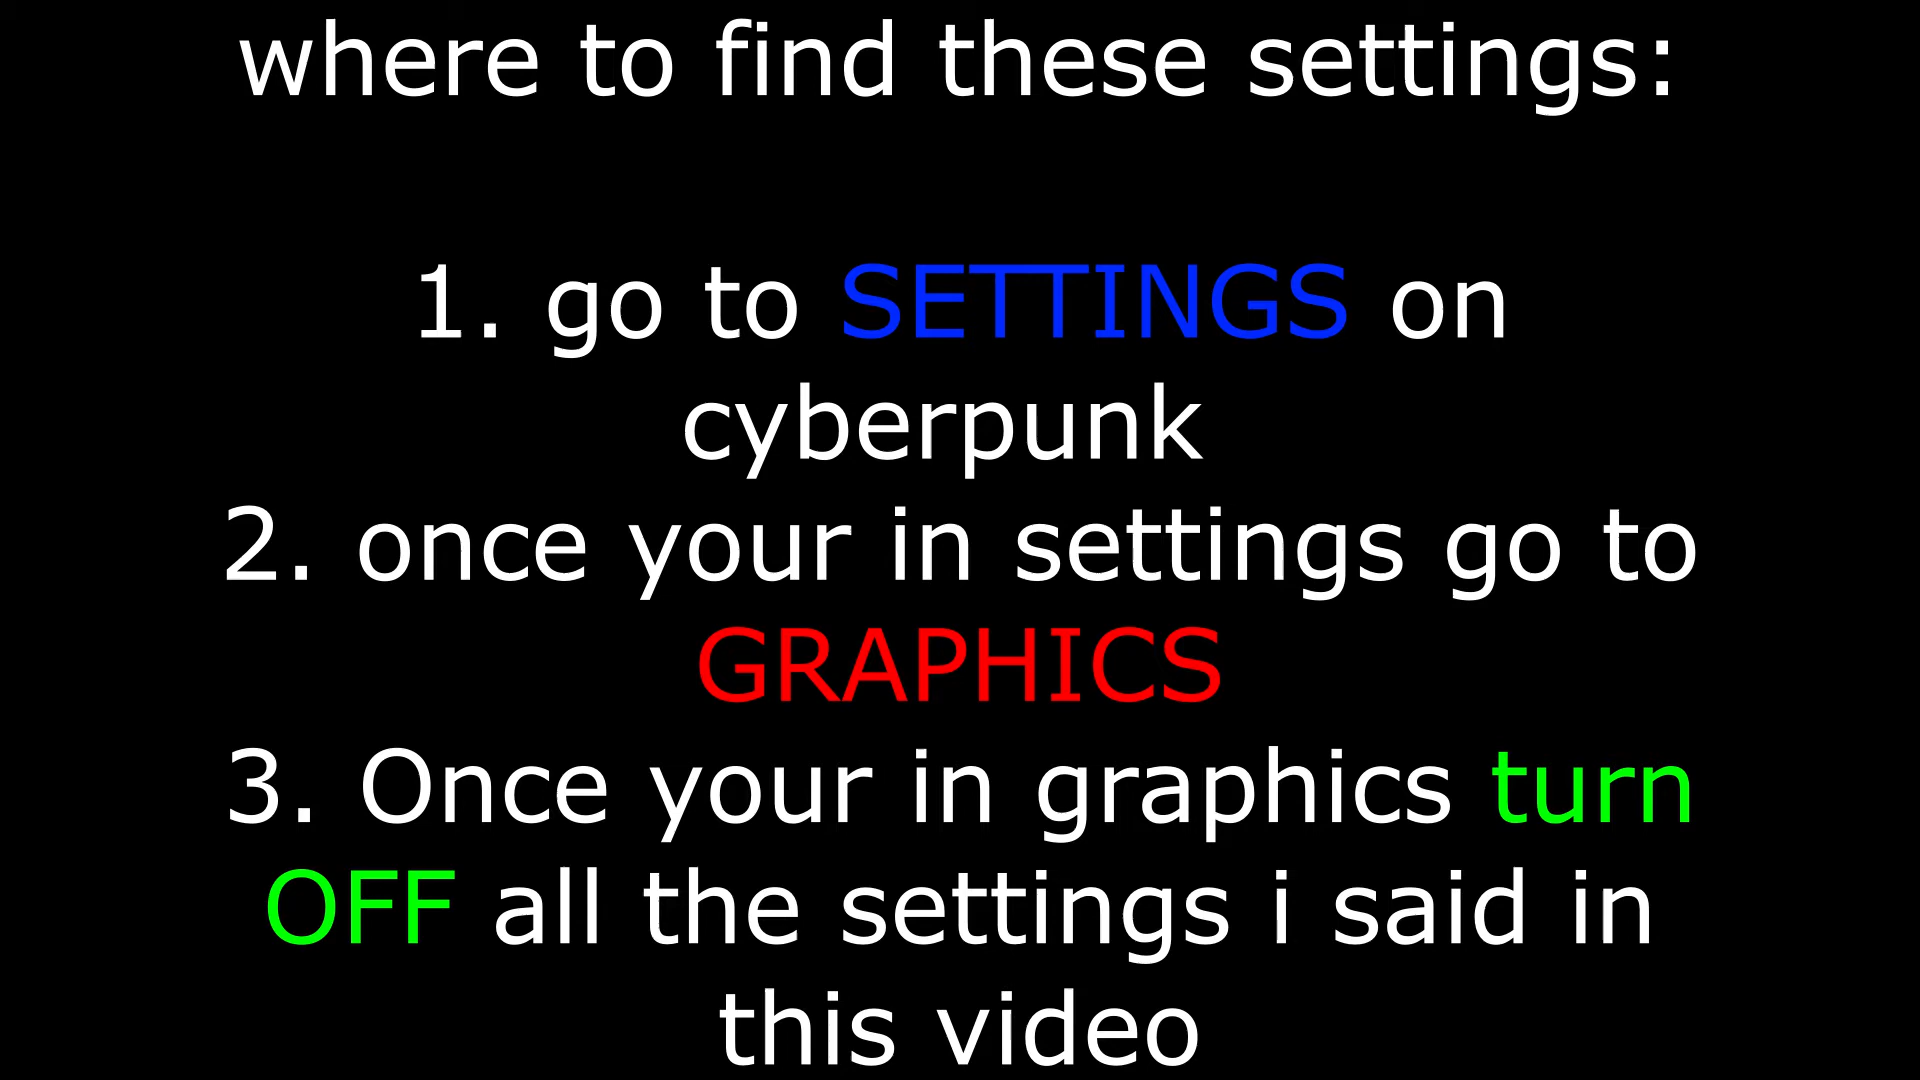 where to find these settings:
1. go to SETTINGS on
cyberpunk
2. once your in settings go to
GRAPHICS
3. Once your in graphics turn
OFF all the settings i said in
this video